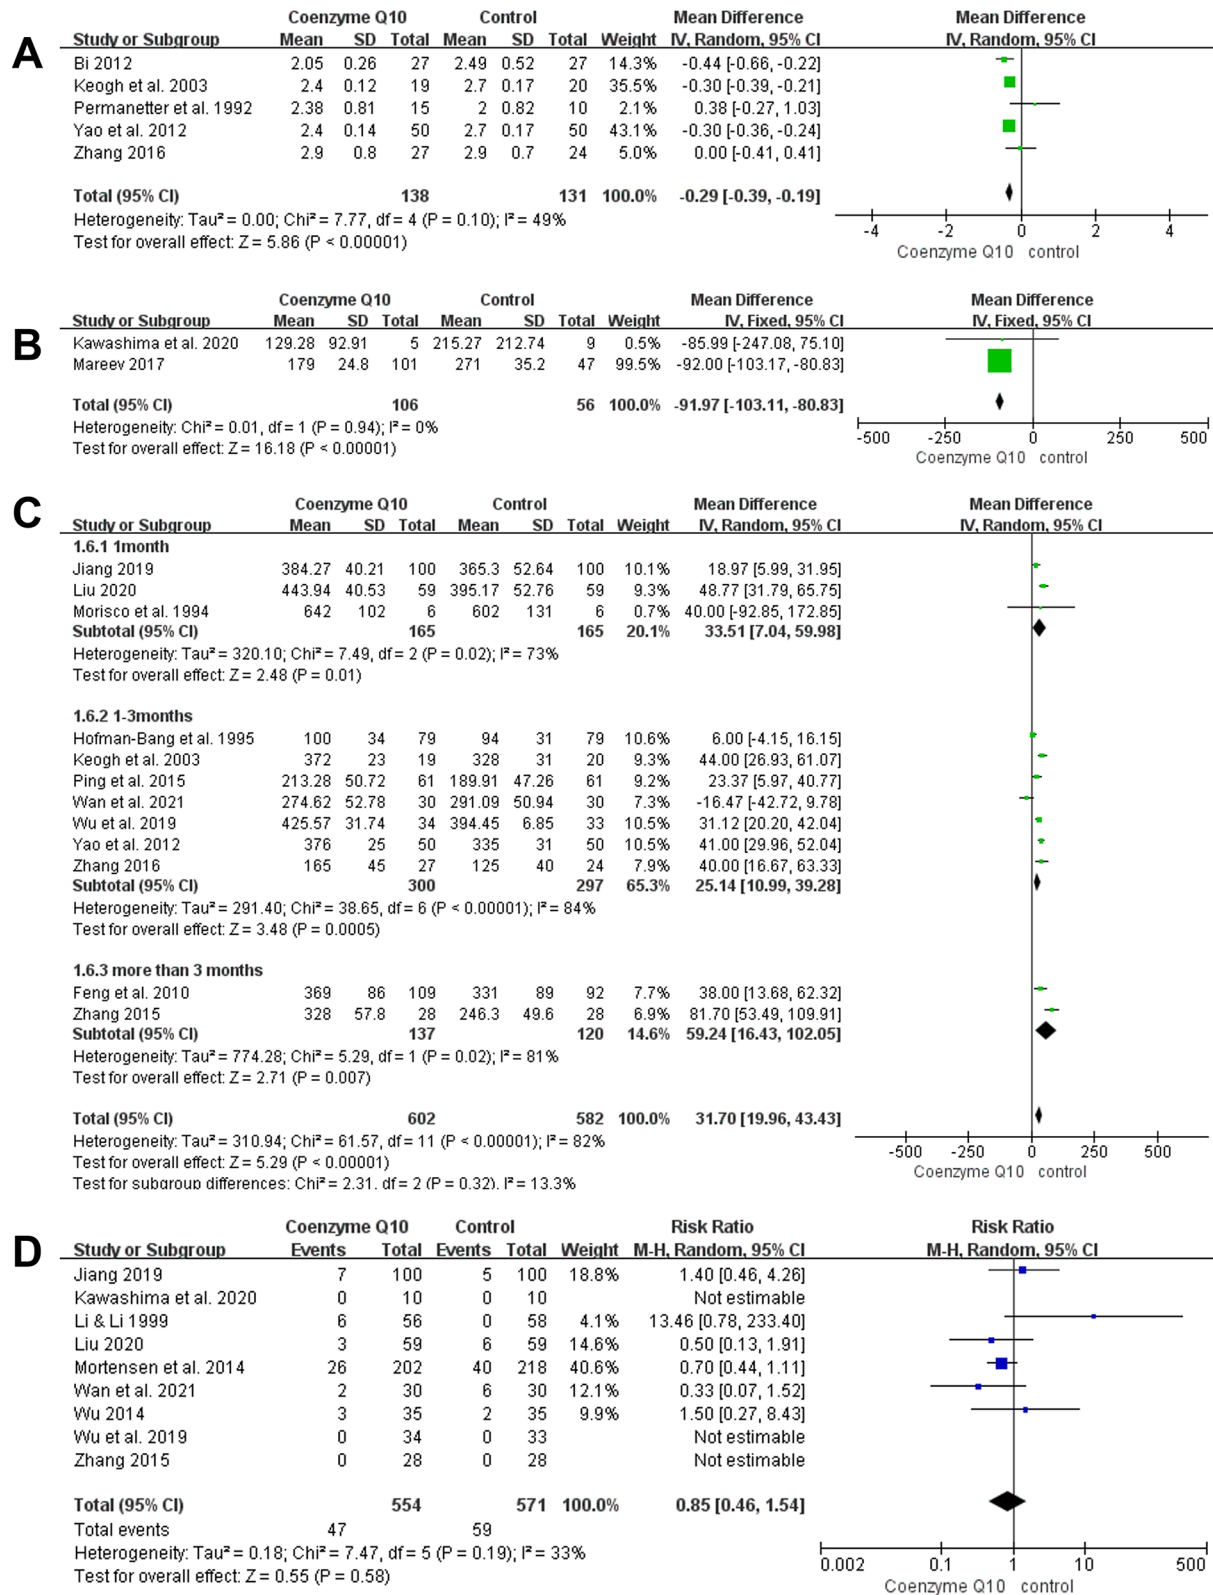 A
Coenzyme Q10 Control Mean Difference Mean Difference
Study or Subgroup Mean SD Total Mean SD Total Weight IV, Random, 95% CI IV, Random, 95% CI
Bi 2012 2.05 0.26 27 2.49 0.52 27 14.3% -0.44 [-0.66, -0.22]
Keogh et al. 2003 2.4 0.12 19 2.7 0.17 20 35.5% -0.30 [-0.39, -0.21]
Permanetter et al. 1992 2.38 0.81 15 2 0.82 10 2.1% 0.38 [-0.27, 1.03]
Yao et al. 2012 2.4 0.14 50 2.7 0.17 50 43.1% -0.30 [-0.36, -0.24]
Zhang 2016 2.9 0.8 27 2.9 0.7 24 5.0% 0.00 [-0.41, 0.41]
Total (95% CI) 138 131 100.0% -0.29 [-0.39, -0.19]
Heterogeneity: Tau² = 0.00; Chi² = 7.77, df = 4 (P = 0.10); I² = 49%
Test for overall effect: Z = 5.86 (P < 0.00001)
-4 -2 0 2 4
Coenzyme Q10 control
B
Coenzyme Q10 Control Mean Difference Mean Difference
Study or Subgroup Mean SD Total Mean SD Total Weight IV, Fixed, 95% CI IV, Fixed, 95% CI
Kawashima et al. 2020 129.28 92.91 5 215.27 212.74 9 0.5% -85.99 [-247.08, 75.10]
Mareev 2017 179 24.8 101 271 35.2 47 99.5% -92.00 [-103.17, -80.83]
Total (95% CI) 106 56 100.0% -91.97 [-103.11, -80.83]
Heterogeneity: Chi² = 0.01, df = 1 (P = 0.94); I² = 0%
Test for overall effect: Z = 16.18 (P < 0.00001)
-500 -250 0 250 500
Coenzyme Q10 control
C
Coenzyme Q10 Control Mean Difference Mean Difference
Study or Subgroup Mean SD Total Mean SD Total Weight IV, Random, 95% CI IV, Random, 95% CI
1.6.1 1month
Jiang 2019 384.27 40.21 100 365.3 52.64 100 10.1% 18.97 [5.99, 31.95]
Liu 2020 443.94 40.53 59 395.17 52.76 59 9.3% 48.77 [31.79, 65.75]
Morisco et al. 1994 642 102 6 602 131 6 0.7% 40.00 [-92.85, 172.85]
Subtotal (95% CI) 165 165 20.1% 33.51 [7.04, 59.98]
Heterogeneity: Tau² = 320.10; Chi² = 7.49, df = 2 (P = 0.02); I² = 73%
Test for overall effect: Z = 2.48 (P = 0.01)
1.6.2 1-3months
Hofman-Bang et al. 1995 100 34 79 94 31 79 10.6% 6.00 [-4.15, 16.15]
Keogh et al. 2003 372 23 19 328 31 20 9.3% 44.00 [26.93, 61.07]
Ping et al. 2015 213.28 50.72 61 189.91 47.26 61 9.2% 23.37 [5.97, 40.77]
Wan et al. 2021 274.62 52.78 30 291.09 50.94 30 7.3% -16.47 [-42.72, 9.78]
Wu et al. 2019 425.57 31.74 34 394.45 6.85 33 10.5% 31.12 [20.20, 42.04]
Yao et al. 2012 376 25 50 335 31 50 10.5% 41.00 [29.96, 52.04]
Zhang 2016 165 45 27 125 40 24 7.9% 40.00 [16.67, 63.33]
Subtotal (95% CI) 300 297 65.3% 25.14 [10.99, 39.28]
Heterogeneity: Tau² = 291.40; Chi² = 38.65, df = 6 (P < 0.00001); I² = 84%
Test for overall effect: Z = 3.48 (P = 0.0005)
1.6.3 more than 3 months
Feng et al. 2010 369 86 109 331 89 92 7.7% 38.00 [13.68, 62.32]
Zhang 2015 328 57.8 28 246.3 49.6 28 6.9% 81.70 [53.49, 109.91]
Subtotal (95% CI) 137 120 14.6% 59.24 [16.43, 102.05]
Heterogeneity: Tau² = 774.28; Chi² = 5.29, df = 1 (P = 0.02); I² = 81%
Test for overall effect: Z = 2.71 (P = 0.007)
Total (95% CI) 602 582 100.0% 31.70 [19.96, 43.43]
Heterogeneity: Tau² = 310.94; Chi² = 61.57, df = 11 (P < 0.00001); I² = 82%
Test for overall effect: Z = 5.29 (P < 0.00001)
Test for subgroup differences: Chi² = 2.31, df = 2 (P = 0.32), I² = 13.3%
-500 -250 0 250 500
Coenzyme Q10 control
D
Coenzyme Q10 Control Risk Ratio Risk Ratio
Study or Subgroup Events Total Events Total Weight M-H, Random, 95% CI M-H, Random, 95% CI
Jiang 2019 7 100 5 100 18.8% 1.40 [0.46, 4.26]
Kawashima et al. 2020 0 10 0 10 Not estimable
Li & Li 1999 6 56 0 58 4.1% 13.46 [0.78, 233.40]
Liu 2020 3 59 6 59 14.6% 0.50 [0.13, 1.91]
Mortensen et al. 2014 26 202 40 218 40.6% 0.70 [0.44, 1.11]
Wan et al. 2021 2 30 6 30 12.1% 0.33 [0.07, 1.52]
Wu 2014 3 35 2 35 9.9% 1.50 [0.27, 8.43]
Wu et al. 2019 0 34 0 33 Not estimable
Zhang 2015 0 28 0 28 Not estimable
Total (95% CI) 554 571 100.0% 0.85 [0.46, 1.54]
Total events 47 59
Heterogeneity: Tau² = 0.18; Chi² = 7.47, df = 5 (P = 0.19); I² = 33%
Test for overall effect: Z = 0.55 (P = 0.58)
0.002 0.1 1 10 500
Coenzyme Q10 control